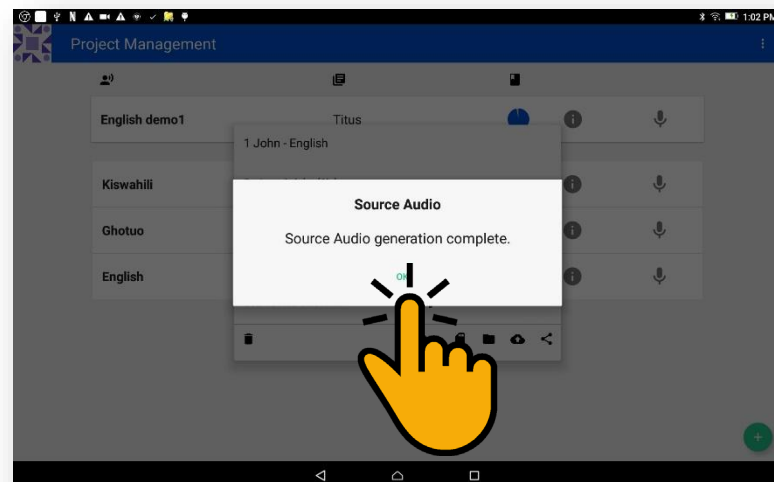 1:02 PM
Project Management
English demo1 Titus
1 John - English
Kiswahili
Source Audio
Ghotuo
Source Audio generation complete.
English